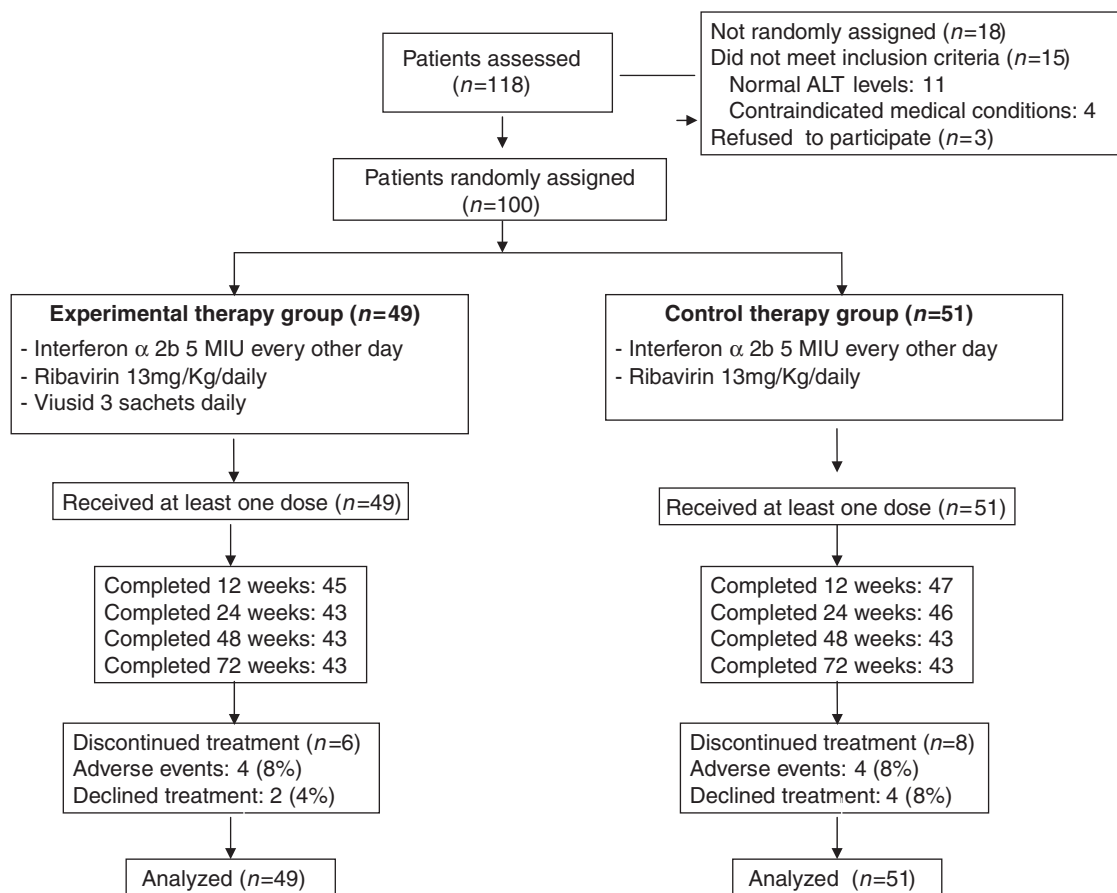 Patients assessed
(n=118)
Not randomly assigned (n=18)
Did not meet inclusion criteria (n=15)
Normal ALT levels: 11
Contraindicated medical conditions: 4
Refused to participate (n=3)
Patients randomly assigned
(n=100)
Experimental therapy group (n=49)
- Interferon α 2b 5 MIU every other day
- Ribavirin 13mg/Kg/daily
- Viusid 3 sachets daily
Control therapy group (n=51)
- Interferon α 2b 5 MIU every other day
- Ribavirin 13mg/Kg/daily
Received at least one dose (n=49)
Received at least one dose (n=51)
Completed 12 weeks: 45
Completed 24 weeks: 43
Completed 48 weeks: 43
Completed 72 weeks: 43
Completed 12 weeks: 47
Completed 24 weeks: 46
Completed 48 weeks: 43
Completed 72 weeks: 43
Discontinued treatment (n=6)
Adverse events: 4 (8%)
Declined treatment: 2 (4%)
Discontinued treatment (n=8)
Adverse events: 4 (8%)
Declined treatment: 4 (8%)
Analyzed (n=49)
Analyzed (n=51)